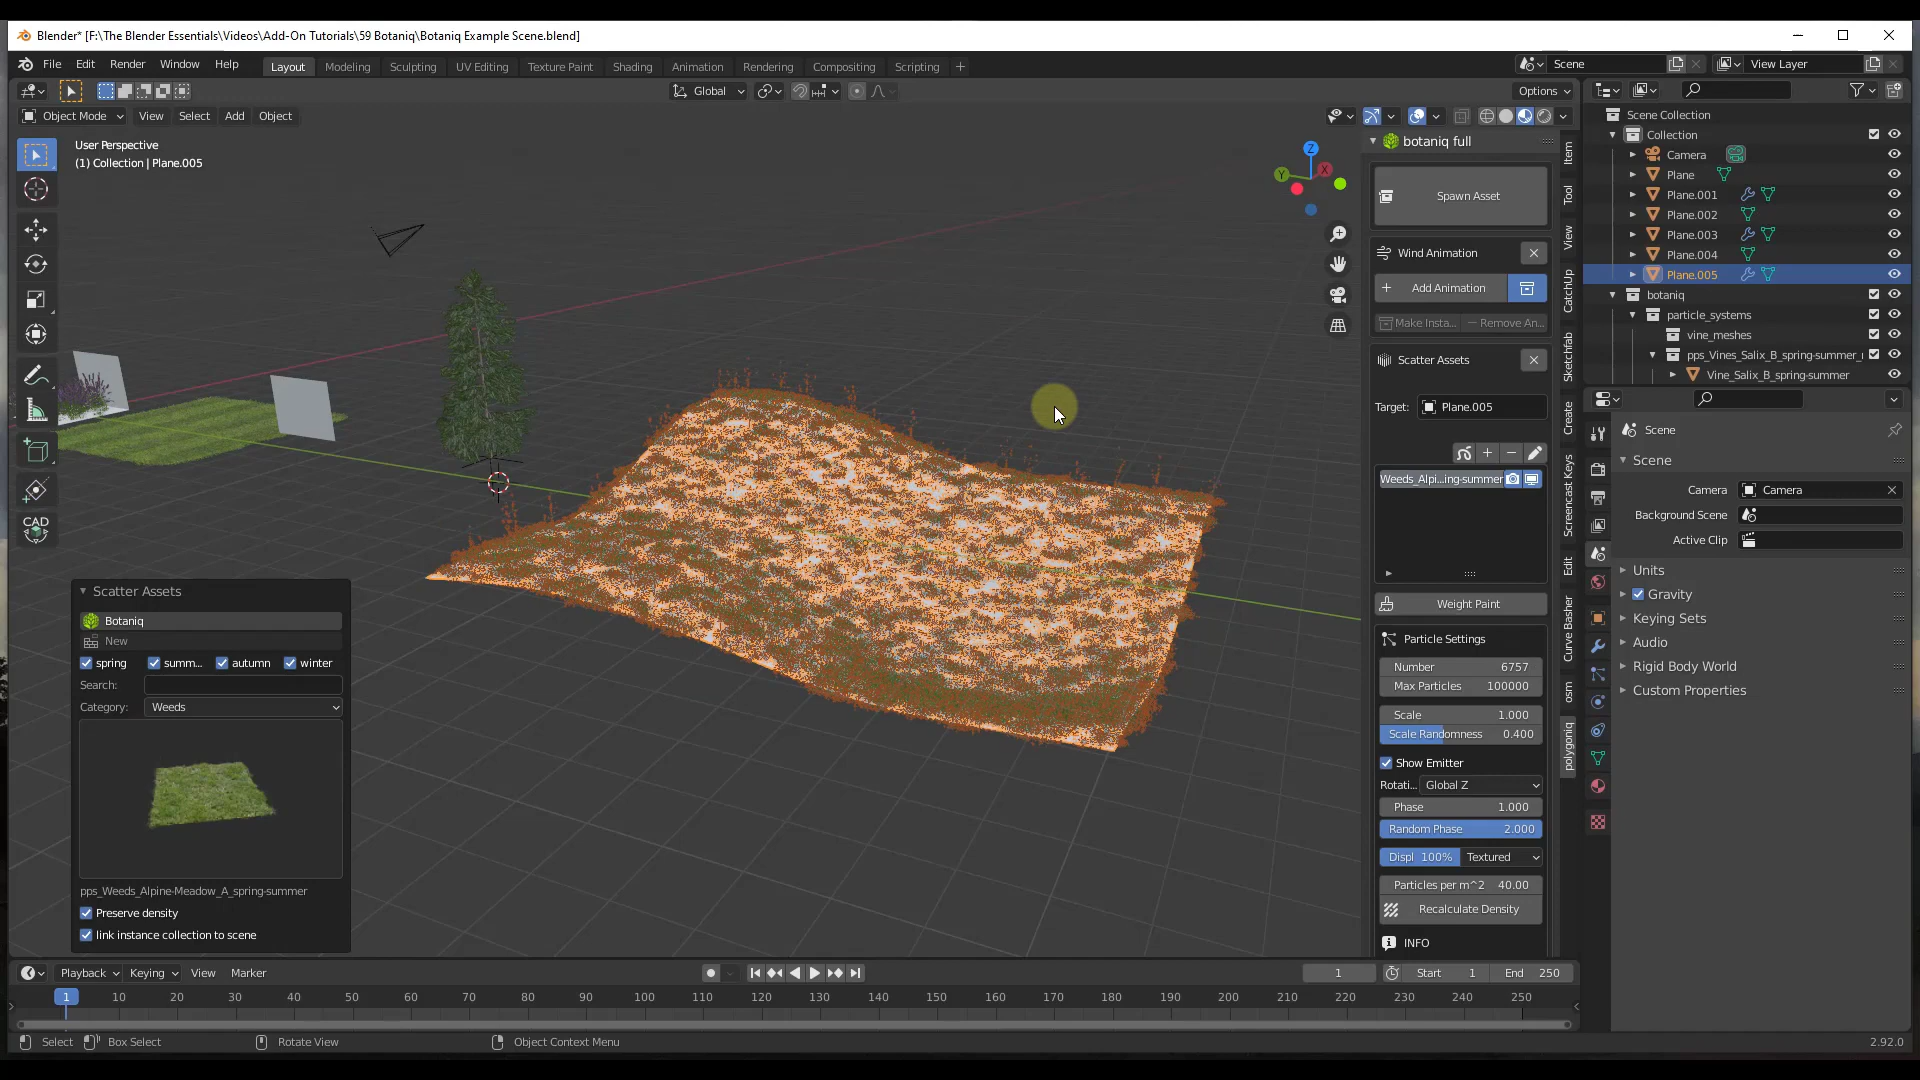 Blender* [F:\The Blender Essentials\Videos\Add-On Tutorials\59 Botaniq\Botaniq Example Scene.blend]
File Edit Render Window Help Layout Modeling Sculpting UV Editing Texture Paint Shading Animation Rendering Compositing Scripting + Scene View Layer
Global Options
Object Mode View Select Add Object
User Perspective
(1) Collection | Plane.005
Z
Y
X
CAD
botaniq full
Spawn Asset
Wind Animation
Add Animation
Make Insta... Remove An...
Scatter Assets
Target: Plane.005
Weeds_Alpi...ing-summer
Weight Paint
Particle Settings
Number 6757
Max Particles 100000
Scale 1.000
Scale Randomness 0.400
Show Emitter
Rotati... Global Z
Phase 1.000
Random Phase 2.000
Displ 100% Textured
Particles per m^2 40.00
Recalculate Density
INFO
Item
Tool
View
CatchUp
Sketchfab
Create
Screencast Keys
Edit
Curve Basher
osm
polygoniq
Scene Collection
Collection
Camera
Plane
Plane.001
Plane.002
Plane.003
Plane.004
Plane.005
botaniq
particle_systems
vine_meshes
pps_Vines_Salix_B_spring-summer_
Vine_Salix_B_spring-summer
Scene
Scene
Camera Camera
Background Scene
Active Clip
Units
Gravity
Keying Sets
Audio
Rigid Body World
Custom Properties
Scatter Assets
Botaniq
New
spring summ... autumn winter
Search:
Category: Weeds
pps_Weeds_Alpine-Meadow_A_spring-summer
Preserve density
link instance collection to scene
Playback Keying View Marker 1 Start 1 End 250
1 10 20 30 40 50 60 70 80 90 100 110 120 130 140 150 160 170 180 190 200 210 220 230 240 250
Select Box Select Rotate View Object Context Menu 2.92.0